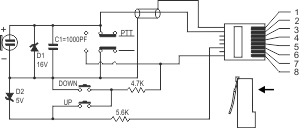 1
2
3
4
5
6
7
8
+
C1=1000PF
PTT
D1
16V
DOWN
4.7K
D2
5V
UP
5.6K